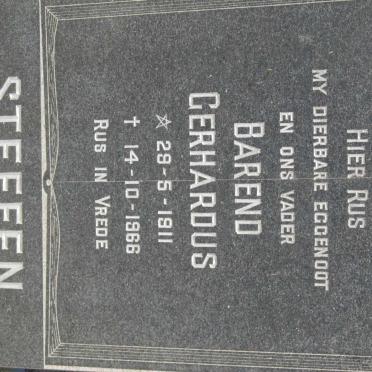 HIER RUS
MY DIERBARE EGGENOOT
EN ONS VADER
BAREND
GERHARDUS
☆ 28-5-1911
† 14-10-1966
RUS IN VREDE
STEFFEN